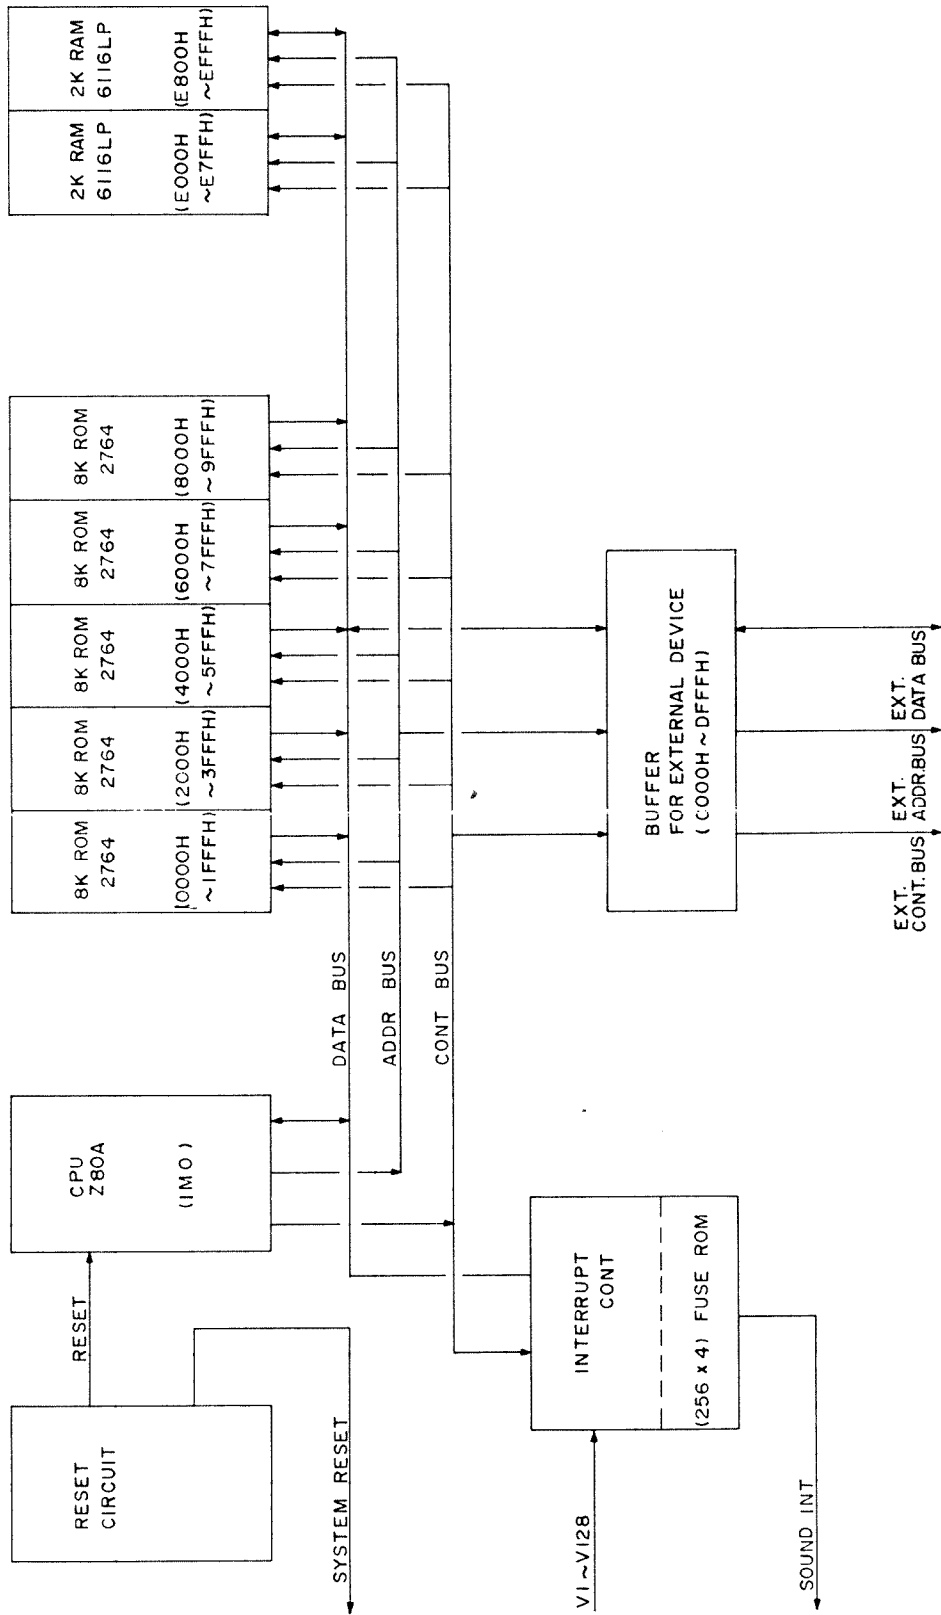 RESET
CIRCUIT
RESET
SYSTEM RESET
CPU
Z80A
(IM0)
8K ROM
2764
(0000H
~1FFFH)
8K ROM
2764
(2000H
~3FFFH)
8K ROM
2764
(4000H
~5FFFH)
8K ROM
2764
(6000H
~7FFFH)
8K ROM
2764
(8000H
~9FFFH)
2K RAM
6116LP
(E000H
~E7FFH)
2K RAM
6116LP
(E800H
~EFFFH)
DATA BUS
ADDR BUS
CONT BUS
V1~V128
INTERRUPT
CONT
(256 x 4) FUSE ROM
SOUND INT
BUFFER
FOR EXTERNAL DEVICE
(C000H~DFFFH)
EXT.
CONT.BUS
EXT.
ADDR.BUS
EXT.
DATA BUS